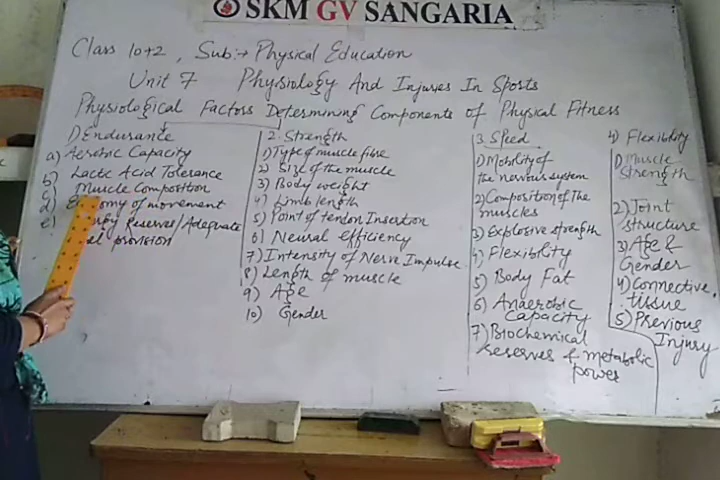 SKM GV SANGARIA
Class 10+2, Sub:→ Physical Education
Unit 7 Physiology And Injuries In Sports
Physiological Factors Determining Components of Physical Fitness
1) Endurance
a) Aerobic Capacity
b) Lactic Acid Tolerance
c) Muscle Composition
d) of movement
e) Reserves/Adequate
provision
2. Strength
1) Type of muscle fibre
2) Size of the muscle
3) Body weight
4) Limb length
5) Point of tendon Insertion
6) Neural efficiency
7) Intensity of Nerve Impulse
8) Length of muscle
9) Age
10) Gender
3. Speed
1) Mobility of
the nervous system
2) Composition of The
muscles
3) Explosive strength
4) Flexibility
5) Body Fat
6) Anaerobic
Capacity
7) Biochemical
reserves & metabolic
power
4) Flexibility
1) Muscle
strength
2) Joint
structure
3) Age &
Gender
4) Connective
tissue
5) Previous
Injury